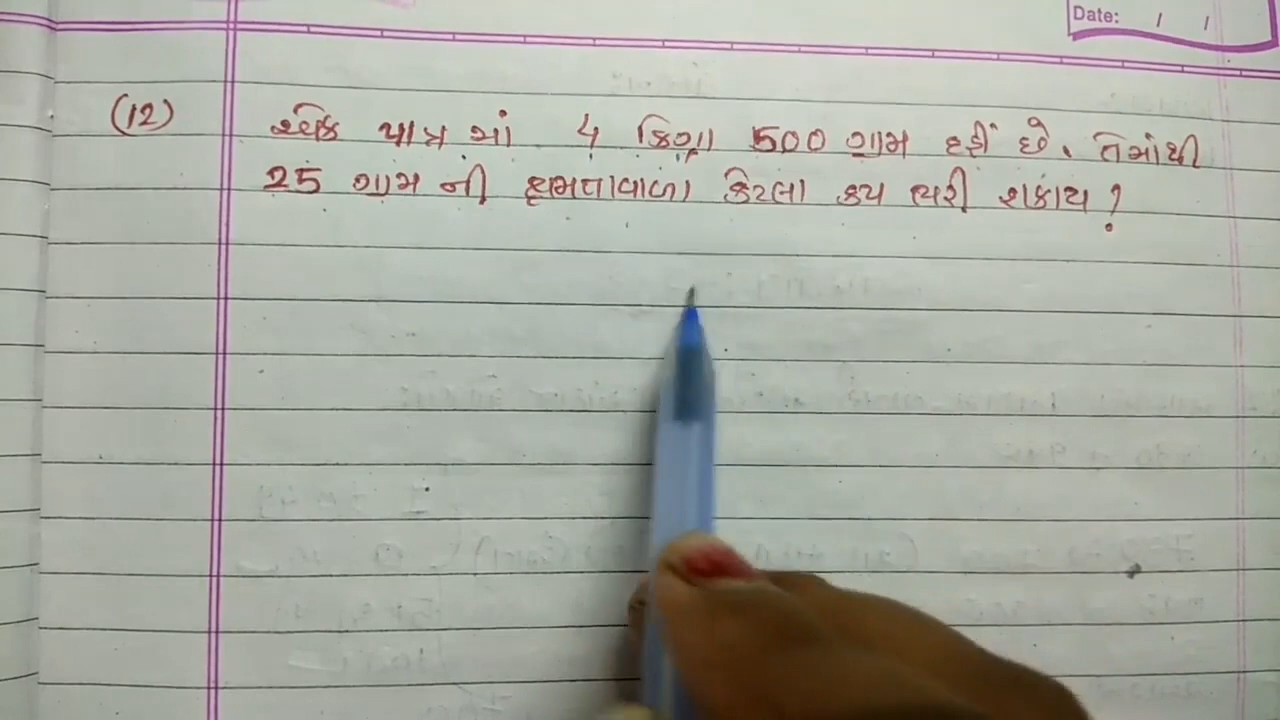 Date: / /
(12) એક પાત્ર માં 4 કિગ્રા 500 ગ્રામ દહીં છે. તેમાંથી
25 ગ્રામ ની ક્ષમતાવાળા કેટલા કપ ભરી શકાય?